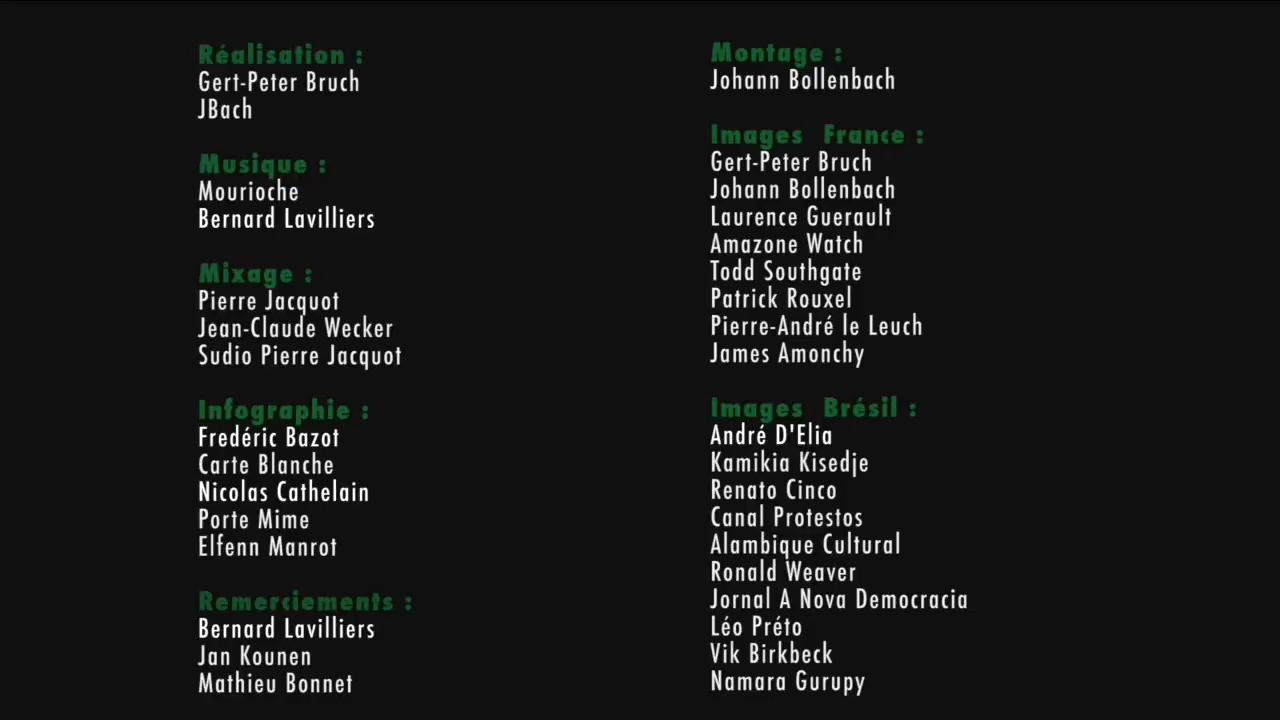 Réalisation :
Gert-Peter Bruch
JBach
Musique :
Mourioche
Bernard Lavilliers
Mixage :
Pierre Jacquot
Jean-Claude Wecker
Sudio Pierre Jacquot
Infographie :
Fredéric Bazot
Carte Blanche
Nicolas Cathelain
Porte Mime
Elfenn Manrot
Remerciements :
Bernard Lavilliers
Jan Kounen
Mathieu Bonnet
Montage :
Johann Bollenbach
Images France :
Gert-Peter Bruch
Johann Bollenbach
Laurence Guerault
Amazone Watch
Todd Southgate
Patrick Rouxel
Pierre-André le Leuch
James Amonchy
Images Brésil :
André D'Elia
Kamikia Kisedje
Renato Cinco
Canal Protestos
Alambique Cultural
Ronald Weaver
Jornal A Nova Democracia
Léo Préto
Vik Birkbeck
Namara Gurupy